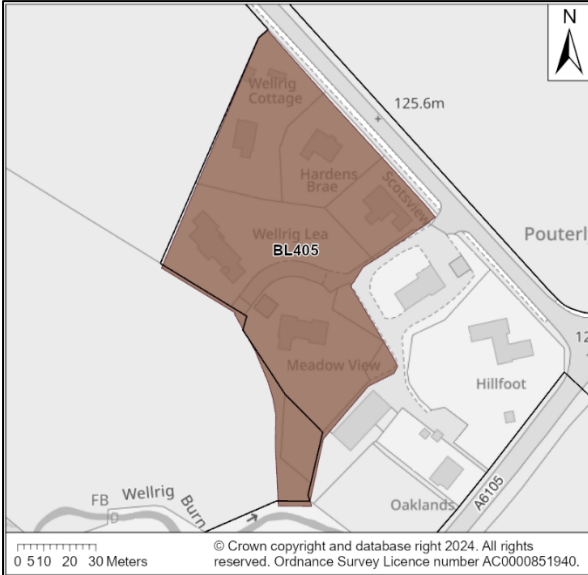 N
Wellrig
Cottage
125.6m
Hardens
Brae
Scotsview
Wellrig Lea
BL405
Pouterl
12
Meadow View
Hillfoot
A6105
Oaklands
FB
Wellrig Burn
D
0 5 10 20 30 Meters
© Crown copyright and database right 2024. All rights
reserved. Ordnance Survey Licence number AC0000851940.